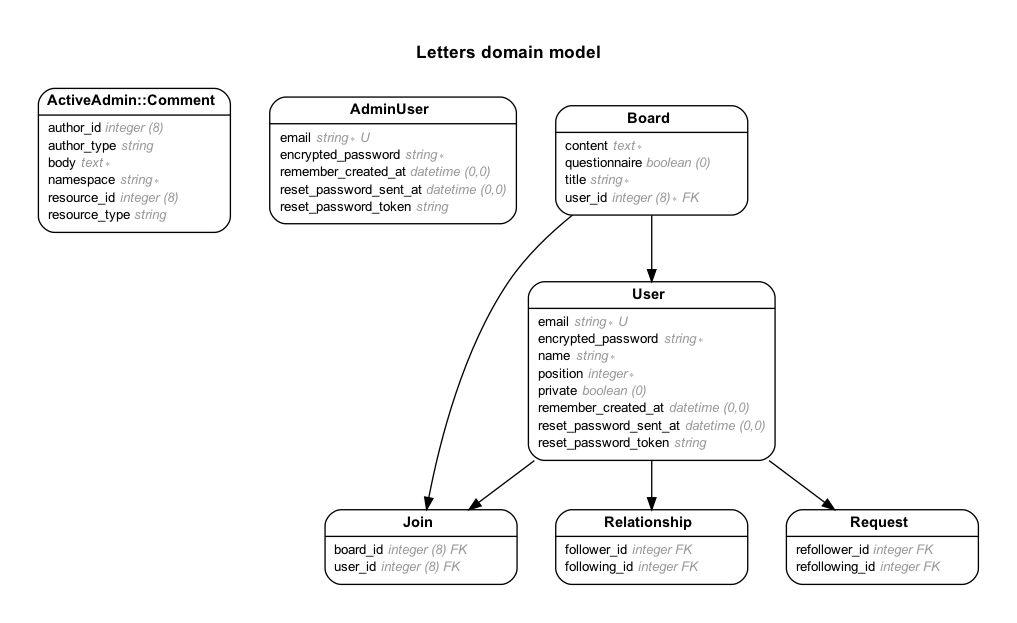 Letters domain model
ActiveAdmin::Comment
author_id integer (8)
author_type string
body text ∗
namespace string ∗
resource_id integer (8)
resource_type string
AdminUser
email string ∗ U
encrypted_password string ∗
remember_created_at datetime (0,0)
reset_password_sent_at datetime (0,0)
reset_password_token string
Board
content text ∗
questionnaire boolean (0)
title string ∗
user_id integer (8) ∗ FK
User
email string ∗ U
encrypted_password string ∗
name string ∗
position integer ∗
private boolean (0)
remember_created_at datetime (0,0)
reset_password_sent_at datetime (0,0)
reset_password_token string
Join
board_id integer (8) FK
user_id integer (8) FK
Relationship
follower_id integer FK
following_id integer FK
Request
refollower_id integer FK
refollowing_id integer FK